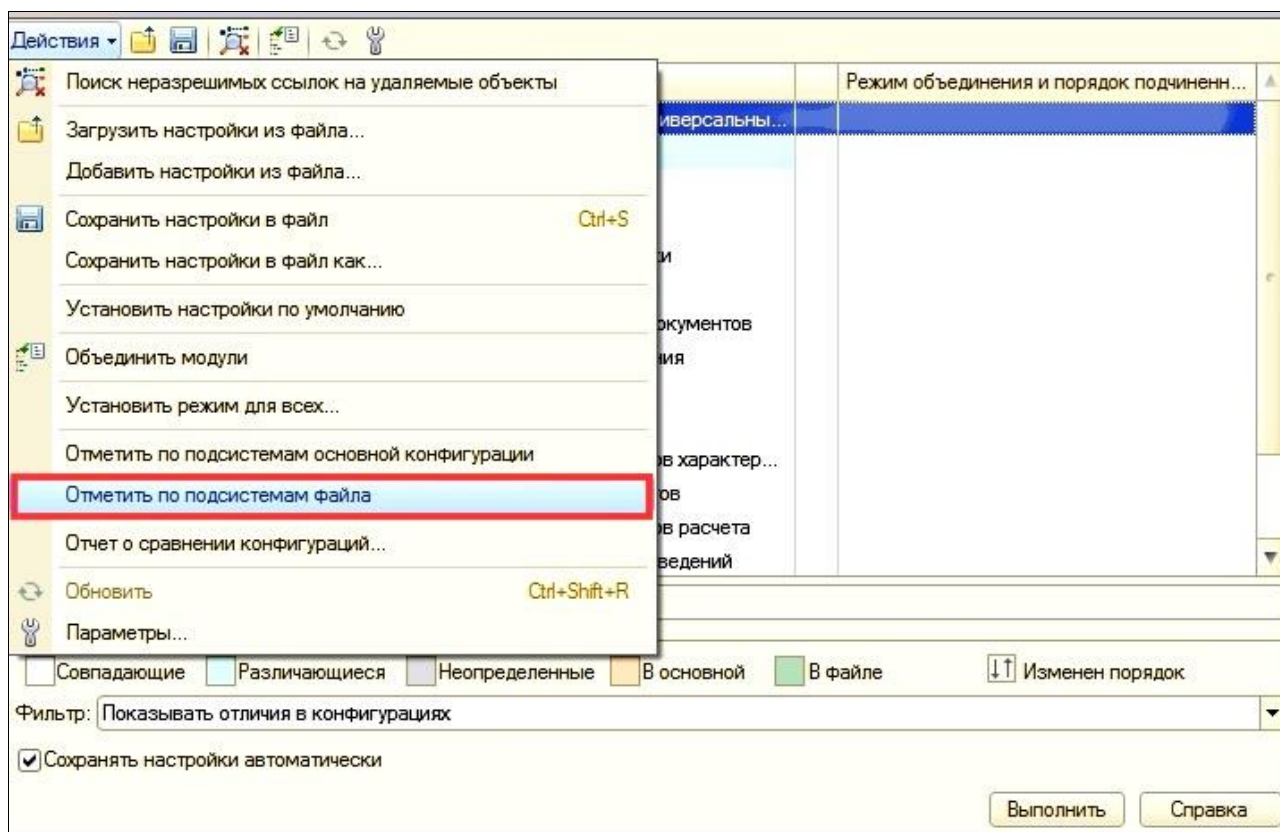 Действия
Поиск неразрешимых ссылок на удаляемые объекты
Режим объединения и порядок подчиненн...
Загрузить настройки из файла...
иверсальны...
Добавить настройки из файла...
Сохранить настройки в файл Ctrl+S
Сохранить настройки в файл как...
ки
Установить настройки по умолчанию
окументов
Объединить модули
ния
Установить режим для всех...
Отметить по подсистемам основной конфигурации
ов характер...
Отметить по подсистемам файла
ов
ов расчета
Отчет о сравнении конфигураций...
ведений
Обновить Ctrl+Shift+R
Параметры...
Совпадающие Различающиеся Неопределенные В основной В файле Изменен порядок
Фильтр: Показывать отличия в конфигурациях
Сохранять настройки автоматически
Выполнить Справка